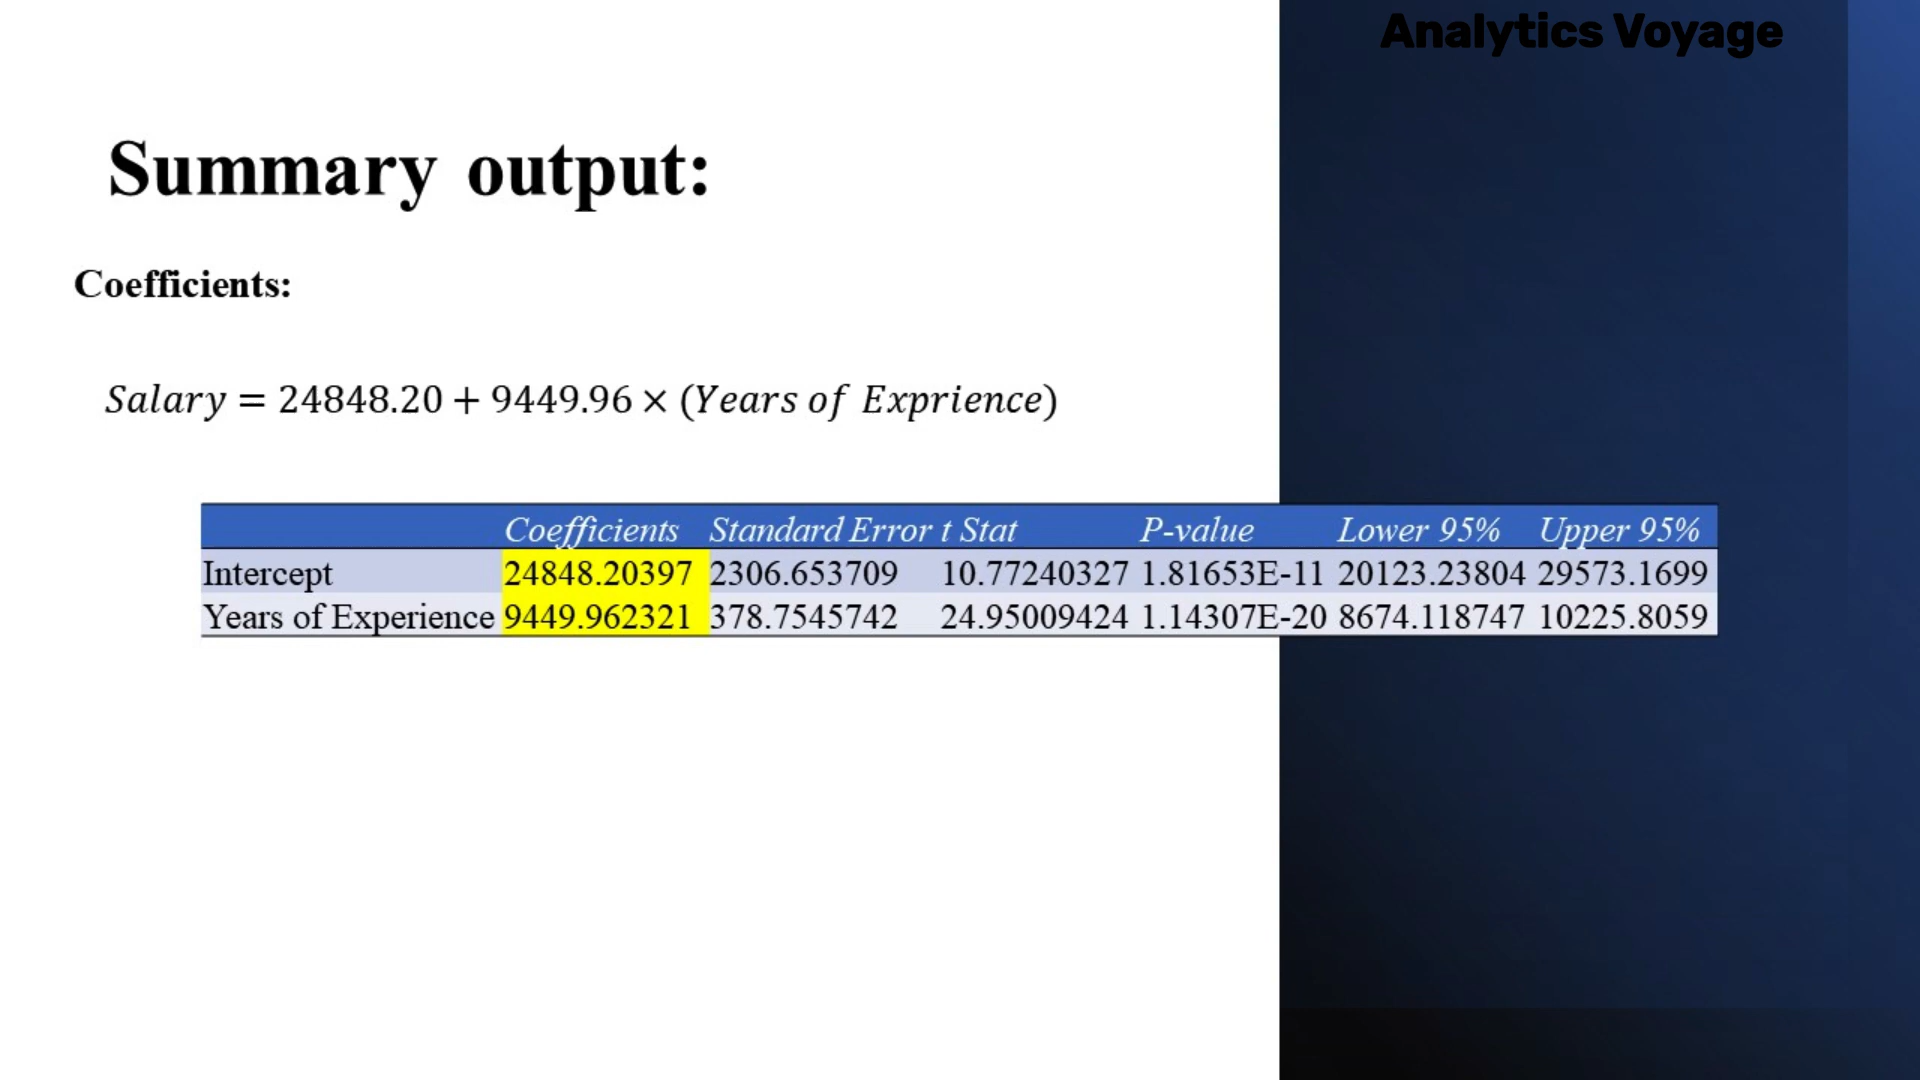 Analytics Voyage
Summary output:
Coefficients:
Salary = 24848.20 + 9449.96 × (Years of Exprience)
Coefficients Standard Error t Stat P-value Lower 95% Upper 95%
Intercept 24848.20397 2306.653709 10.77240327 1.81653E-11 20123.23804 29573.1699
Years of Experience 9449.962321 378.7545742 24.95009424 1.14307E-20 8674.118747 10225.8059